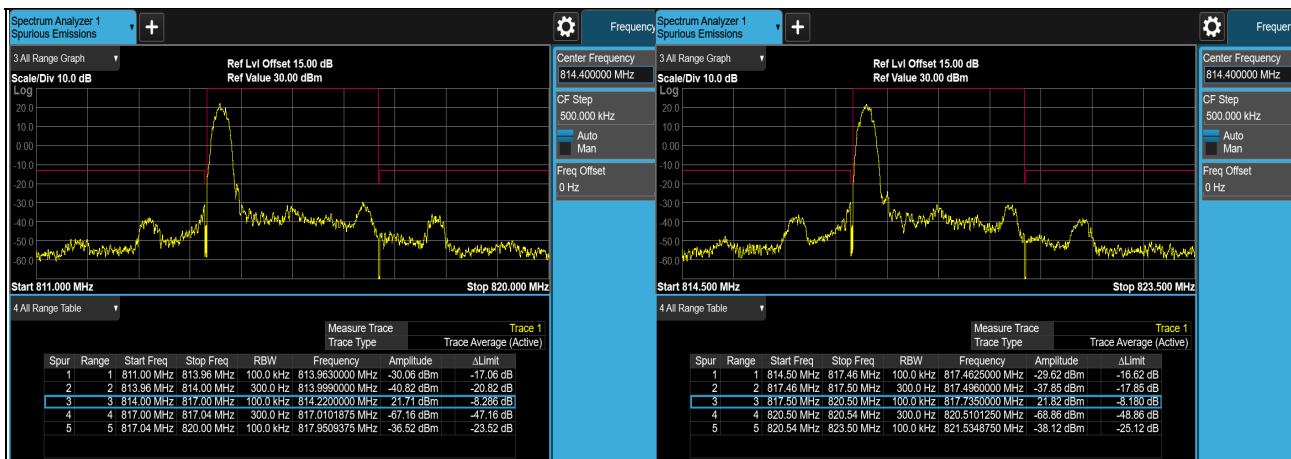 Spectrum Analyzer 1
Spurious Emissions
▼
+
Frequency
3 All Range Graph ▼
Ref Lvl Offset 15.00 dB
Scale/Div 10.0 dB Ref Value 30.00 dBm
Log
20.0
10.0
0.00
-10.0
-20.0
-30.0
-40.0
-50.0
-60.0
Start 811.000 MHz Stop 820.000 MHz
Center Frequency
814.400000 MHz
CF Step
500.000 kHz
Auto
Man
Freq Offset
0 Hz
4 All Range Table ▼
Measure Trace Trace 1
Trace Type Trace Average (Active)
Spur Range Start Freq Stop Freq RBW Frequency Amplitude ΔLimit
1 1 811.00 MHz 813.96 MHz 100.0 kHz 813.9630000 MHz -30.06 dBm -17.06 dB
2 2 813.96 MHz 814.00 MHz 300.0 Hz 813.9990000 MHz -40.82 dBm -20.82 dB
3 3 814.00 MHz 817.00 MHz 100.0 kHz 814.2200000 MHz 21.71 dBm -8.286 dB
4 4 817.00 MHz 817.04 MHz 300.0 Hz 817.0101875 MHz -67.16 dBm -47.16 dB
5 5 817.04 MHz 820.00 MHz 100.0 kHz 817.9509375 MHz -36.52 dBm -23.52 dB
Spectrum Analyzer 1
Spurious Emissions
▼
+
Frequen
3 All Range Graph ▼
Ref Lvl Offset 15.00 dB
Scale/Div 10.0 dB Ref Value 30.00 dBm
Log
20.0
10.0
0.00
-10.0
-20.0
-30.0
-40.0
-50.0
-60.0
Start 814.500 MHz Stop 823.500 MHz
Center Frequency
814.400000 MHz
CF Step
500.000 kHz
Auto
Man
Freq Offset
0 Hz
4 All Range Table ▼
Measure Trace Trace 1
Trace Type Trace Average (Active)
Spur Range Start Freq Stop Freq RBW Frequency Amplitude ΔLimit
1 1 814.50 MHz 817.46 MHz 100.0 kHz 817.4625000 MHz -29.62 dBm -16.62 dB
2 2 817.46 MHz 817.50 MHz 300.0 Hz 817.4960000 MHz -37.85 dBm -17.85 dB
3 3 817.50 MHz 820.50 MHz 100.0 kHz 817.7350000 MHz 21.82 dBm -8.180 dB
4 4 820.50 MHz 820.54 MHz 300.0 Hz 820.5101250 MHz -68.86 dBm -48.86 dB
5 5 820.54 MHz 823.50 MHz 100.0 kHz 821.5348750 MHz -38.12 dBm -25.12 dB